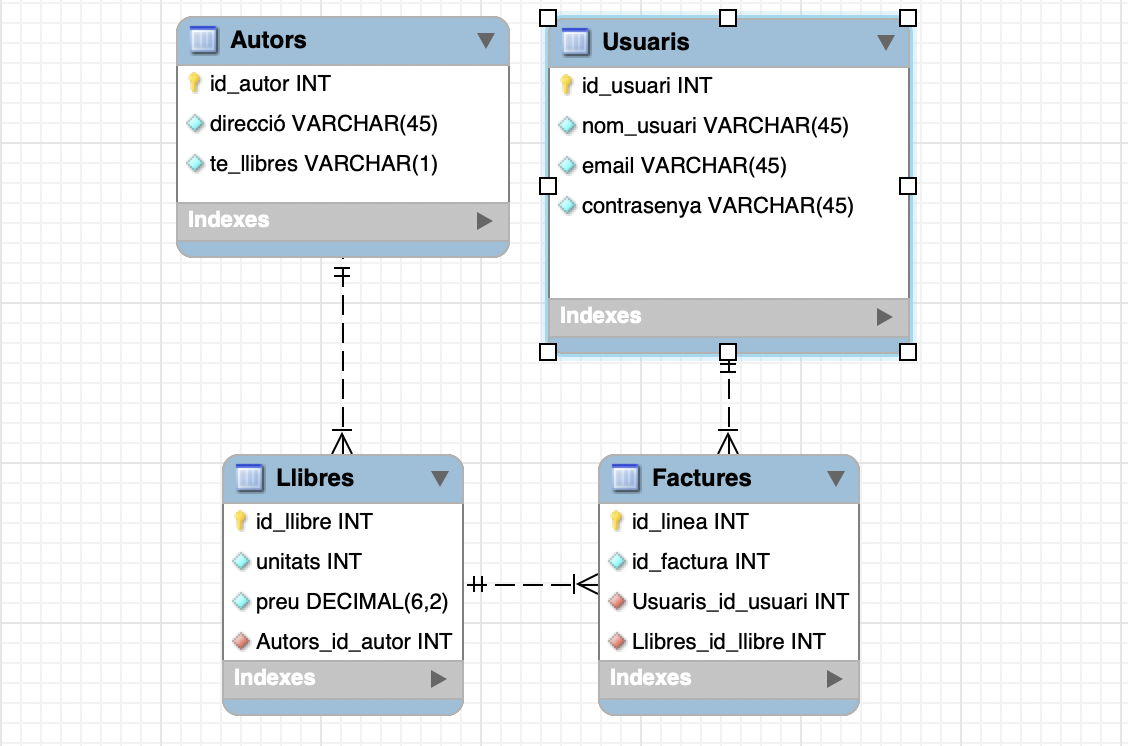 Autors
id_autor INT
direcció VARCHAR(45)
te_llibres VARCHAR(1)
Indexes
Usuaris
id_usuari INT
nom_usuari VARCHAR(45)
email VARCHAR(45)
contrasenya VARCHAR(45)
Indexes
Llibres
id_llibre INT
unitats INT
preu DECIMAL(6,2)
Autors_id_autor INT
Indexes
Factures
id_linea INT
id_factura INT
Usuaris_id_usuari INT
Llibres_id_llibre INT
Indexes